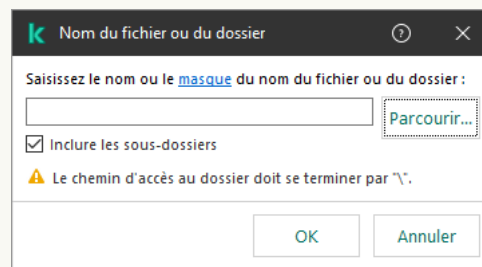 Nom du fichier ou du dossier
Saisissez le nom ou le masque du nom du fichier ou du dossier :
Parcourir...
Inclure les sous-dossiers
Le chemin d'accès au dossier doit se terminer par "\".
OK Annuler